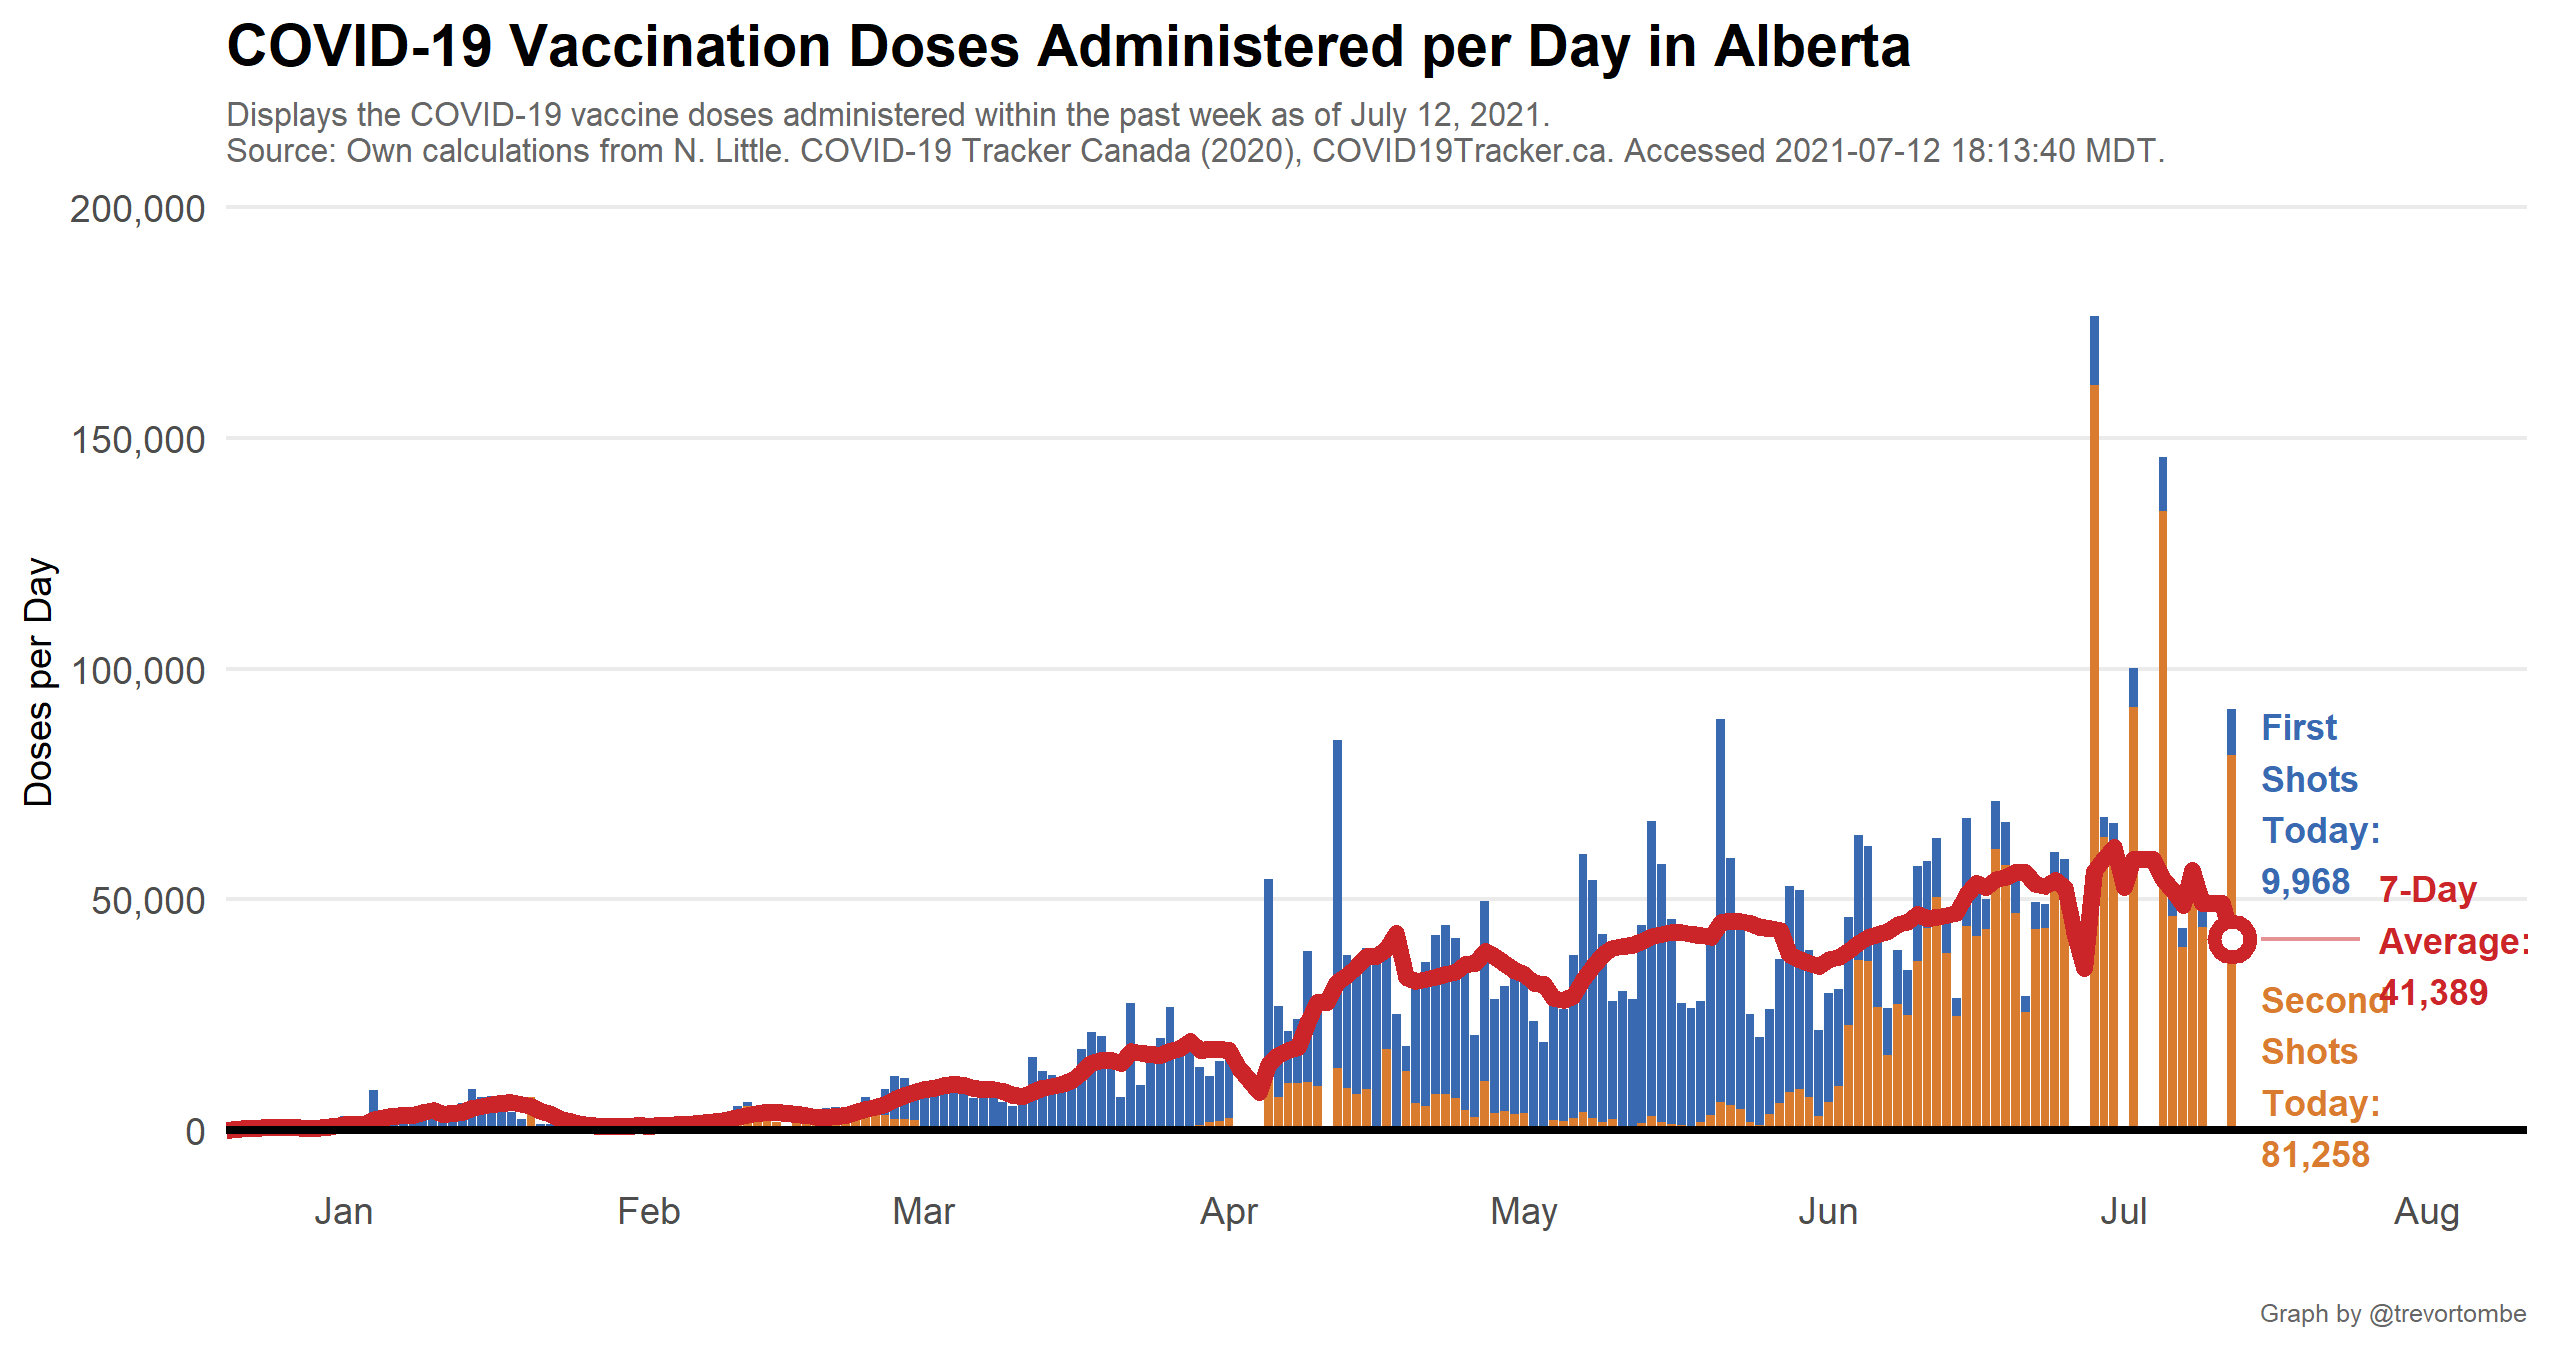 COVID-19 Vaccination Doses Administered per Day in Alberta
Displays the COVID-19 vaccine doses administered within the past week as of July 12, 2021.
Source: Own calculations from N. Little. COVID-19 Tracker Canada (2020), COVID19Tracker.ca. Accessed 2021-07-12 18:13:40 MDT.
Doses per Day
200,000
150,000
100,000
50,000
0
First
Shots
Today:
9,968
7-Day
Average:
41,389
Second
Shots
Today:
81,258
Jan
Feb
Mar
Apr
May
Jun
Jul
Aug
Graph by @trevortombe